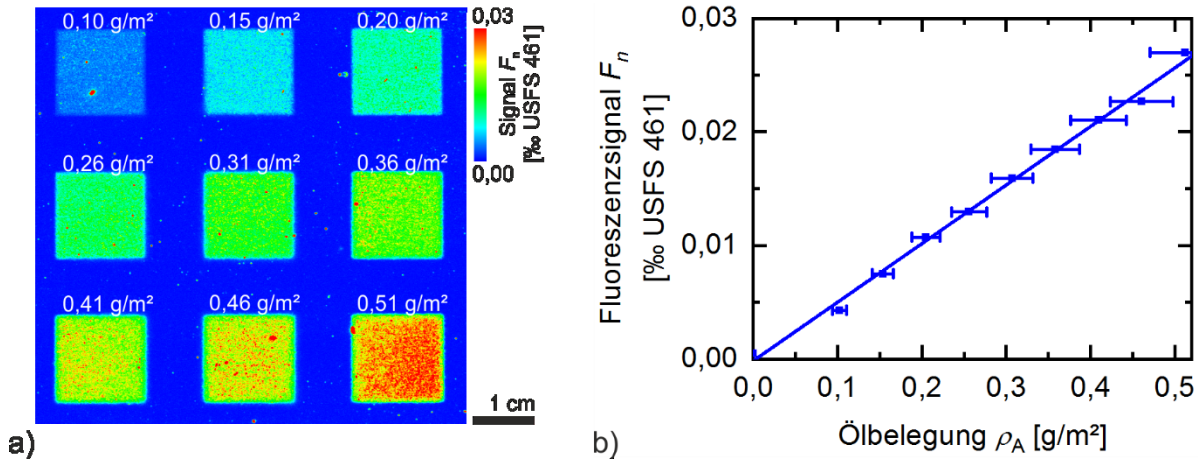 0,10 g/m²
0,15 g/m²
0,20 g/m²
0,26 g/m²
0,31 g/m²
0,36 g/m²
0,41 g/m²
0,46 g/m²
0,51 g/m²
0,03
Signal Fn
[‰ USFS 461]
0,00
1 cm
a)
Fluoreszenzsignal Fn
[‰ USFS 461]
0,03
0,02
0,01
0,00
0,0 0,1 0,2 0,3 0,4 0,5
Ölbelegung ρA [g/m²]
b)